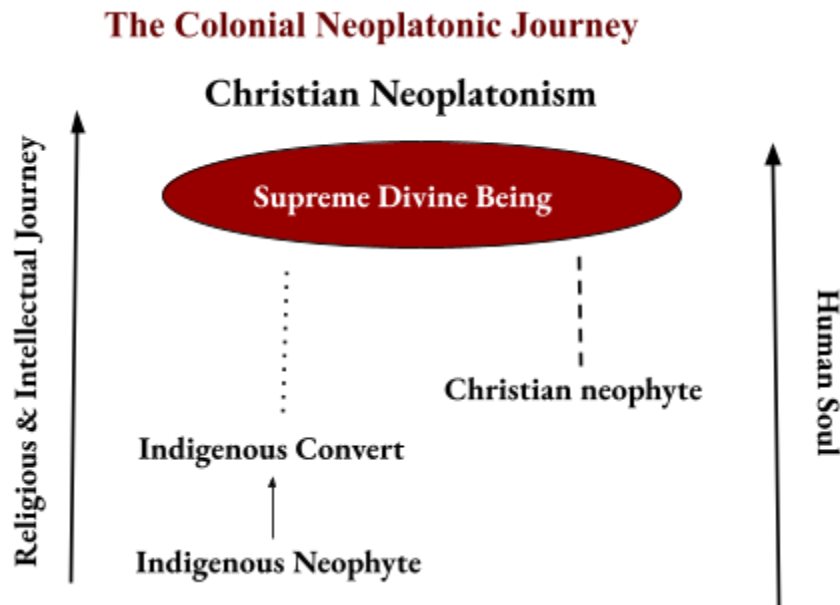 The Colonial Neoplatonic Journey
Christian Neoplatonism
Religious & Intellectual Journey
Supreme Divine Being
Human Soul
Christian neophyte
Indigenous Convert
Indigenous Neophyte